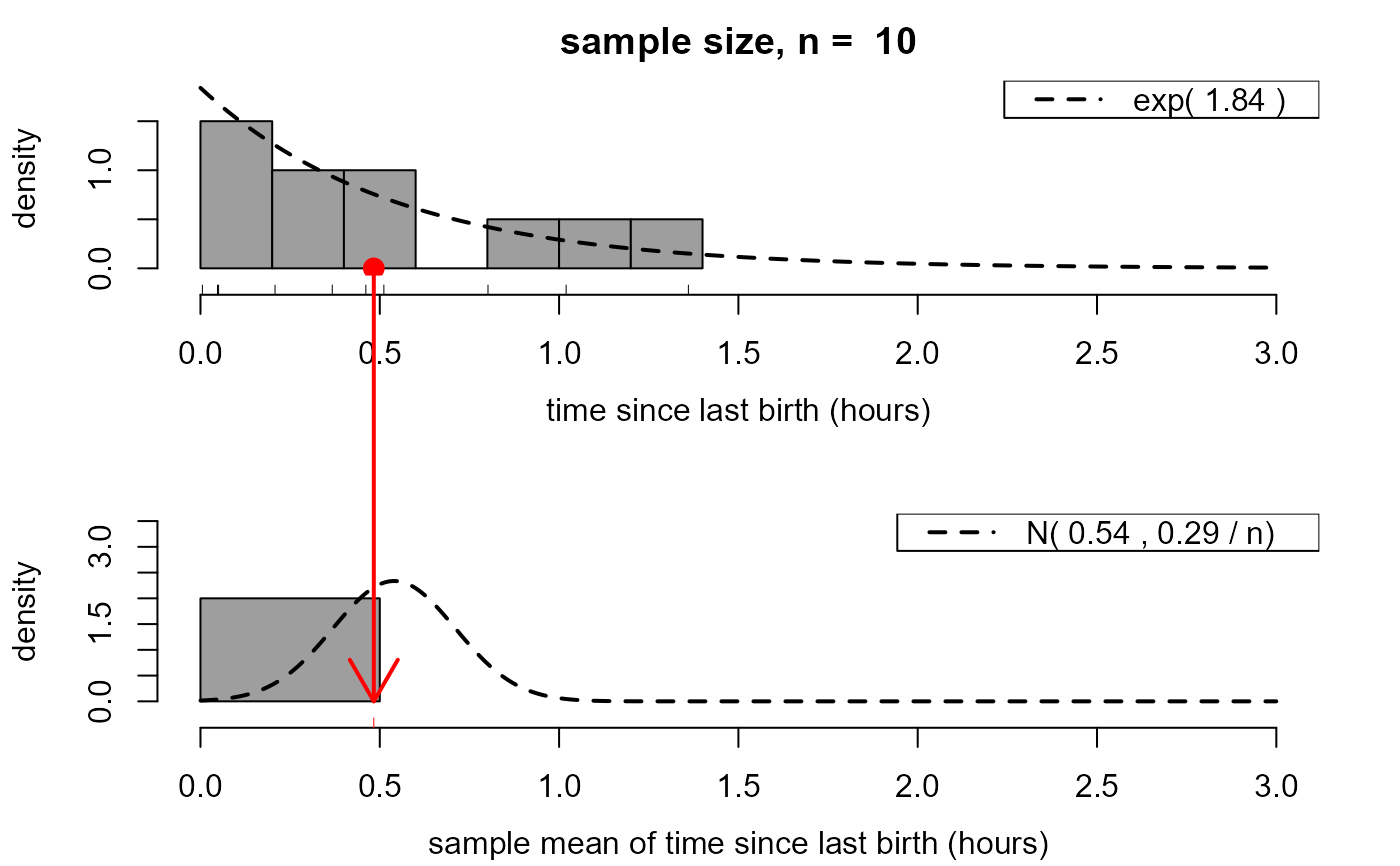 sample size, n = 10
exp( 1.84 )
density
1.0
0.0
0.0 0.5 1.0 1.5 2.0 2.5 3.0
time since last birth (hours)
N( 0.54 , 0.29 / n)
density
3.0
1.5
0.0
0.0 0.5 1.0 1.5 2.0 2.5 3.0
sample mean of time since last birth (hours)